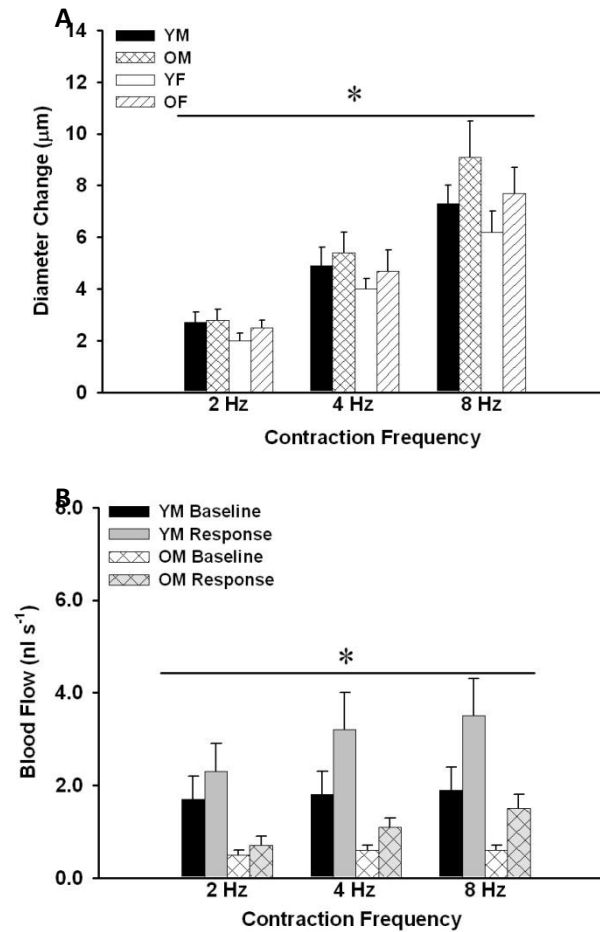 A
14
YM
OM
YF
OF
12
10
8
6
4
2
0
*
Diameter Change (μm)
2 Hz 4 Hz 8 Hz
Contraction Frequency
B
8.0
YM Baseline
YM Response
OM Baseline
OM Response
6.0
4.0
2.0
0.0
*
Blood Flow (nl s⁻¹)
2 Hz 4 Hz 8 Hz
Contraction Frequency